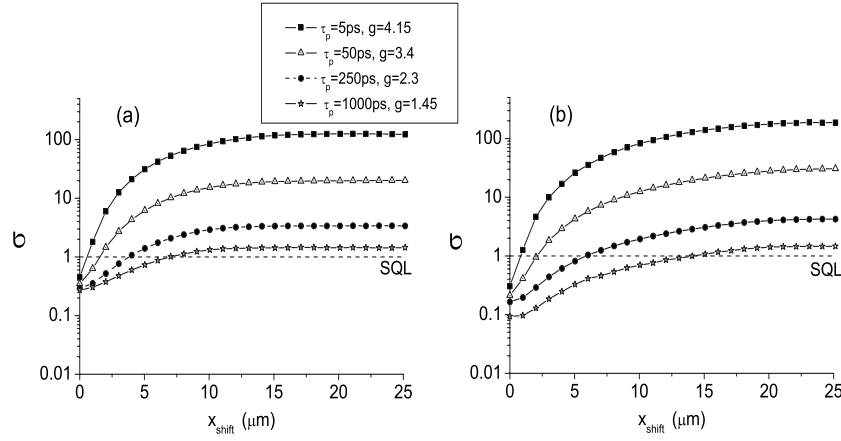 τp=5ps, g=4.15
τp=50ps, g=3.4
τp=250ps, g=2.3
τp=1000ps, g=1.45
(a)
100
10
1
0.1
0.01
σ
SQL
0 5 10 15 20 25
xshift (μm)
(b)
100
10
1
0.1
0.01
σ
SQL
0 5 10 15 20 25
xshift (μm)